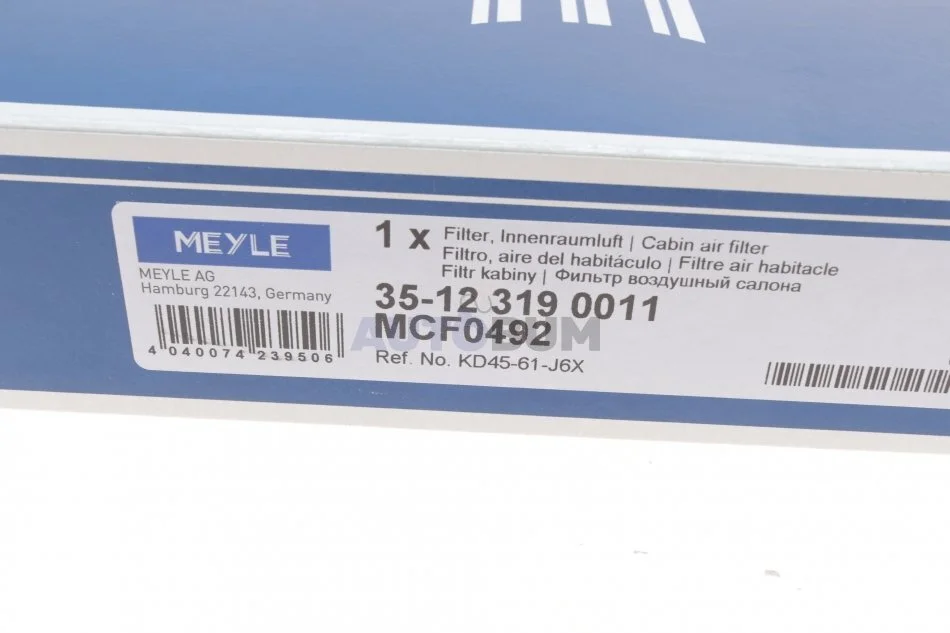 MEYLE
MEYLE AG
Hamburg 22143, Germany
4 040074 239506
1 x Filter, Innenraumluft | Cabin air filter
Filtro, aire del habitáculo | Filtre air habitacle
Filtr kabiny | Фильтр воздушный салона
35-12 319 0011
MCF0492
AUTOBUM
Ref. No. KD45-61-J6X